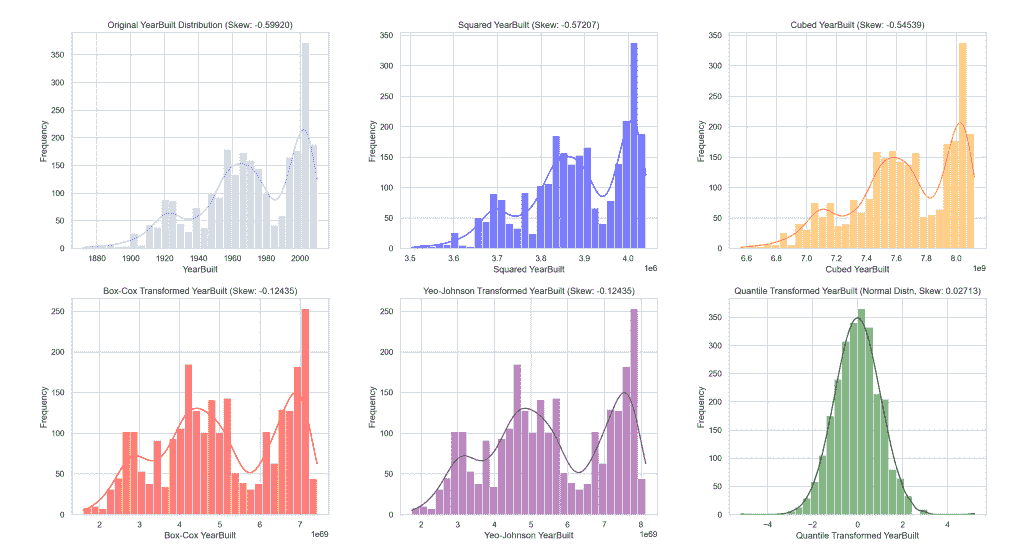 Original YearBuilt Distribution (Skew: -0.59920)
Frequency
350
300
250
200
150
100
50
0
1880 1900 1920 1940 1960 1980 2000
YearBuilt
Squared YearBuilt (Skew: -0.57207)
Frequency
350
300
250
200
150
100
50
0
3.5 3.6 3.7 3.8 3.9 4.0
1e6
Squared YearBuilt
Cubed YearBuilt (Skew: -0.54539)
Frequency
350
300
250
200
150
100
50
0
6.6 6.8 7.0 7.2 7.4 7.6 7.8 8.0
1e9
Cubed YearBuilt
Box-Cox Transformed YearBuilt (Skew: -0.12435)
Frequency
250
200
150
100
50
0
2 3 4 5 6 7
1e69
Box-Cox YearBuilt
Yeo-Johnson Transformed YearBuilt (Skew: -0.12435)
Frequency
250
200
150
100
50
0
2 3 4 5 6 7 8
1e69
Yeo-Johnson YearBuilt
Quantile Transformed YearBuilt (Normal Distn, Skew: 0.02713)
Frequency
350
300
250
200
150
100
50
0
−4 −2 0 2 4
Quantile Transformed YearBuilt